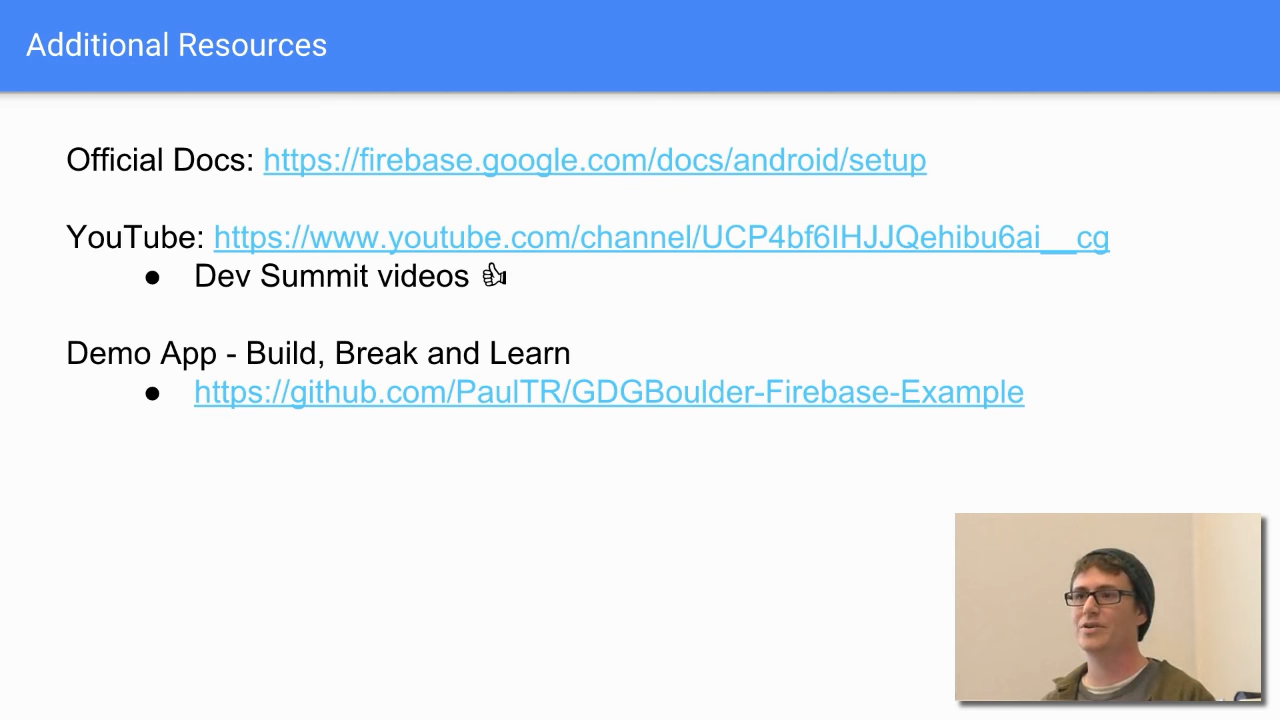 Additional Resources
Official Docs: https://firebase.google.com/docs/android/setup
YouTube: https://www.youtube.com/channel/UCP4bf6IHJJQehibu6ai__cg
● Dev Summit videos 👍
Demo App - Build, Break and Learn
● https://github.com/PaulTR/GDGBoulder-Firebase-Example